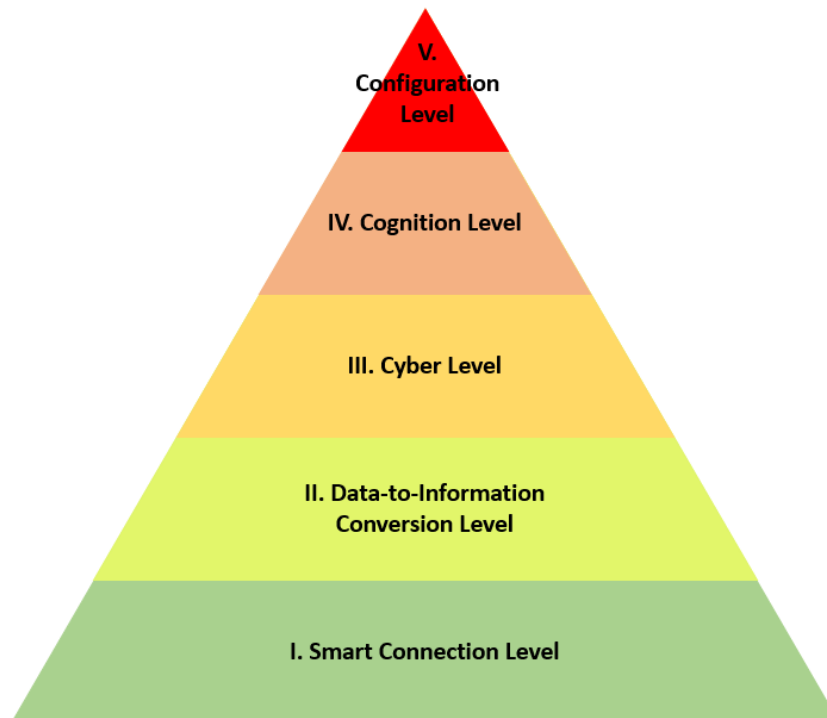 V.
Configuration
Level
IV. Cognition Level
III. Cyber Level
II. Data-to-Information
Conversion Level
I. Smart Connection Level